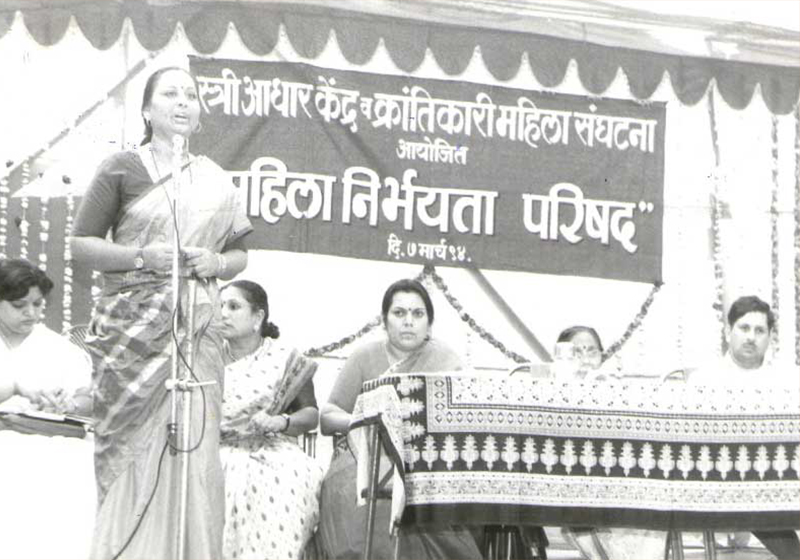 स्त्री आधार केंद्र व क्रांतिकारी महिला संघटना
आयोजित
महिला निर्भयता परिषद"
दि. ७ मार्च ९४.